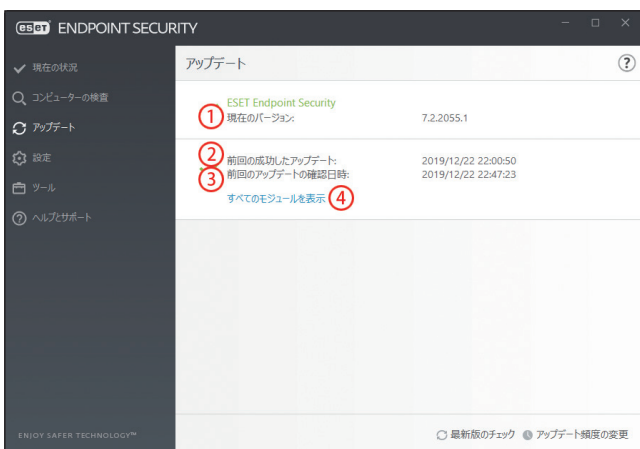 eset ENDPOINT SECURITY
現在の状況
コンピューターの検査
アップデート
設定
ツール
ヘルプとサポート
ENJOY SAFER TECHNOLOGY™
アップデート
?
ESET Endpoint Security
① 現在のバージョン: 7.2.2055.1
② 前回の成功したアップデート: 2019/12/22 22:00:50
③ 前回のアップデートの確認日時: 2019/12/22 22:47:23
すべてのモジュールを表示 ④
最新版のチェック アップデート頻度の変更